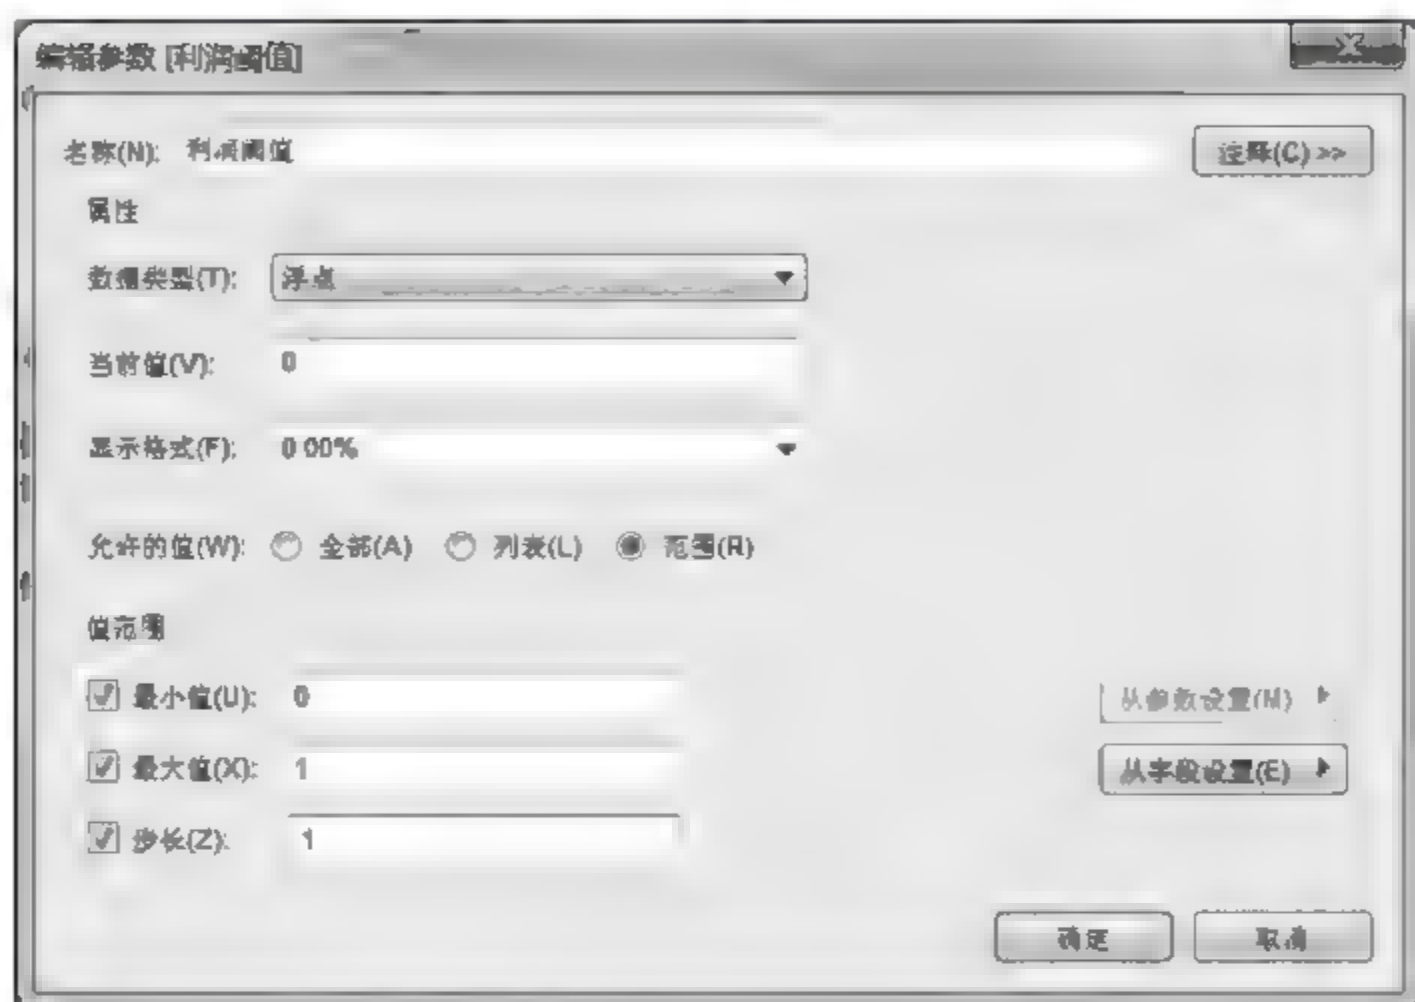 编辑参数 [利润阈值]
名称(N): 利润阈值 注释(C) >>
属性
数据类型(T): 浮点
当前值(V): 0
显示格式(F): 0.00%
允许的值(W): 全部(A) 列表(L) 范围(R)
值范围
最小值(U): 0 从参数设置(M)
最大值(X): 1 从字段设置(E)
步长(Z): 1
确定 取消